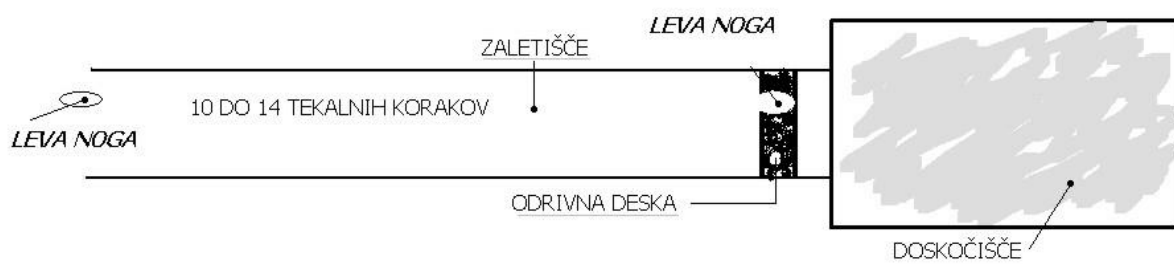 LEVA NOGA
ZALETIŠČE
10 DO 14 TEKALNIH KORAKOV
LEVA NOGA
ODRIVNA DESKA
DOSKOČIŠČE